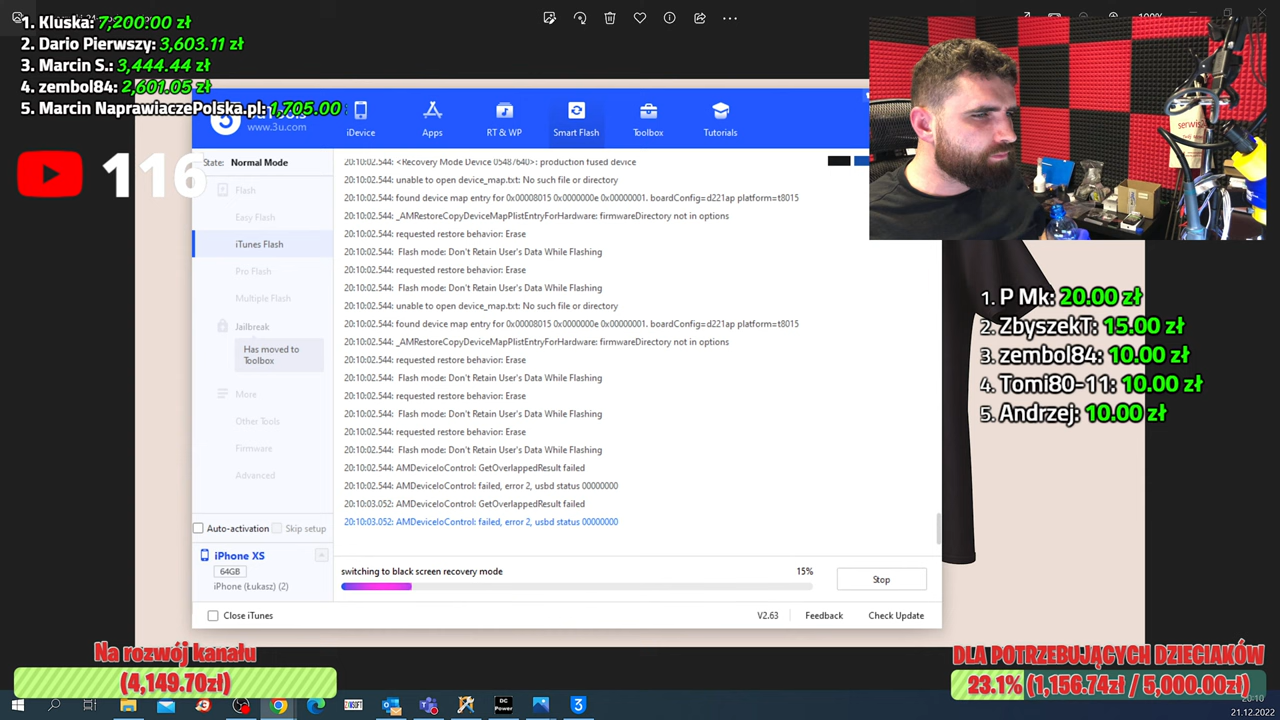 1. Kluska: 7,200.00 zł
2. Dario Pierwszy: 3,603.11 zł
3. Marcin S.: 3,444.44 zł
4. zembol84: 2,601.05 zł
5. Marcin NaprawiaczePolska.pl: 1,705.00
100%
www.3u.com
iDevice
Apps
RT & WP
Smart Flash
Toolbox
Tutorials
116
State: Normal Mode
Flash
Easy Flash
iTunes Flash
Pro Flash
Multiple Flash
Jailbreak
Has moved to
Toolbox
More
Other Tools
Firmware
Advanced
Auto-activation
Skip setup
iPhone XS
64GB
iPhone (Łukasz) (2)
20:10:02.544: <Recovery Mode Device 05487640>: production fused device
20:10:02.544: unable to open device_map.txt: No such file or directory
20:10:02.544: found device map entry for 0x00008015 0x0000000e 0x00000001. boardConfig=d221ap platform=t8015
20:10:02.544: _AMRestoreCopyDeviceMapPlistEntryForHardware: firmwareDirectory not in options
20:10:02.544: requested restore behavior: Erase
20:10:02.544: Flash mode: Don't Retain User's Data While Flashing
20:10:02.544: requested restore behavior: Erase
20:10:02.544: Flash mode: Don't Retain User's Data While Flashing
20:10:02.544: unable to open device_map.txt: No such file or directory
20:10:02.544: found device map entry for 0x00008015 0x0000000e 0x00000001. boardConfig=d221ap platform=t8015
20:10:02.544: _AMRestoreCopyDeviceMapPlistEntryForHardware: firmwareDirectory not in options
20:10:02.544: requested restore behavior: Erase
20:10:02.544: Flash mode: Don't Retain User's Data While Flashing
20:10:02.544: requested restore behavior: Erase
20:10:02.544: Flash mode: Don't Retain User's Data While Flashing
20:10:02.544: requested restore behavior: Erase
20:10:02.544: Flash mode: Don't Retain User's Data While Flashing
20:10:02.544: AMDeviceIoControl: GetOverlappedResult failed
20:10:02.544: AMDeviceIoControl: failed, error 2, usbd status 00000000
20:10:03.052: AMDeviceIoControl: GetOverlappedResult failed
20:10:03.052: AMDeviceIoControl: failed, error 2, usbd status 00000000
switching to black screen recovery mode
15%
Stop
Close iTunes
V2.63
Feedback
Check Update
serwis
1. P Mk: 20.00 zł
2. ZbyszekT: 15.00 zł
3. zembol84: 10.00 zł
4. Tomi80-11: 10.00 zł
5. Andrzej: 10.00 zł
Na rozwój kanału
(4,149.70zł)
DLA POTRZEBUJĄCYCH DZIECIAKÓW
23.1% (1,156.74zł / 5,000.00zł)
DC
Power
20:10
21.12.2022